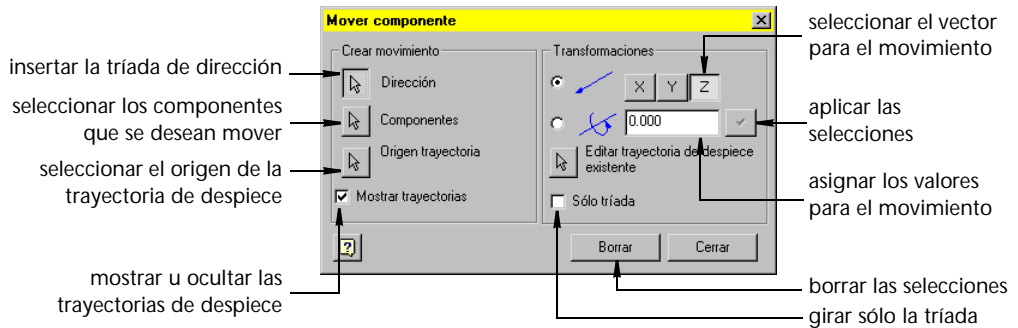 Mover componente
Crear movimiento
Dirección
Componentes
Origen trayectoria
Mostrar trayectorias
Transformaciones
X Y Z
0.000
Editar trayectoria de despiece
existente
Sólo tríada
Borrar
Cerrar
insertar la tríada de dirección
seleccionar los componentes
que se desean mover
seleccionar el origen de la
trayectoria de despiece
mostrar u ocultar las
trayectorias de despiece
seleccionar el vector
para el movimiento
aplicar las
selecciones
asignar los valores
para el movimiento
borrar las selecciones
girar sólo la tríada